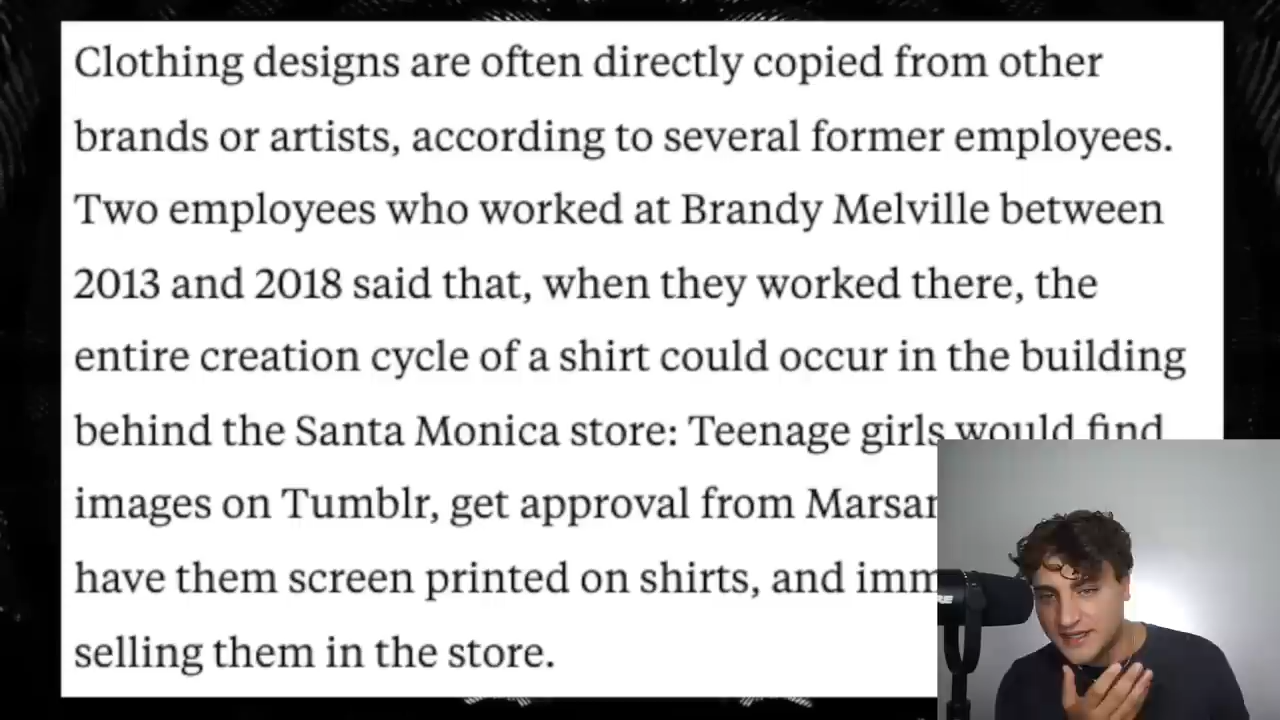 Clothing designs are often directly copied from other
brands or artists, according to several former employees.
Two employees who worked at Brandy Melville between
2013 and 2018 said that, when they worked there, the
entire creation cycle of a shirt could occur in the building
behind the Santa Monica store: Teenage girls would find
images on Tumblr, get approval from
have them screen printed on shirts, and
selling them in the store.